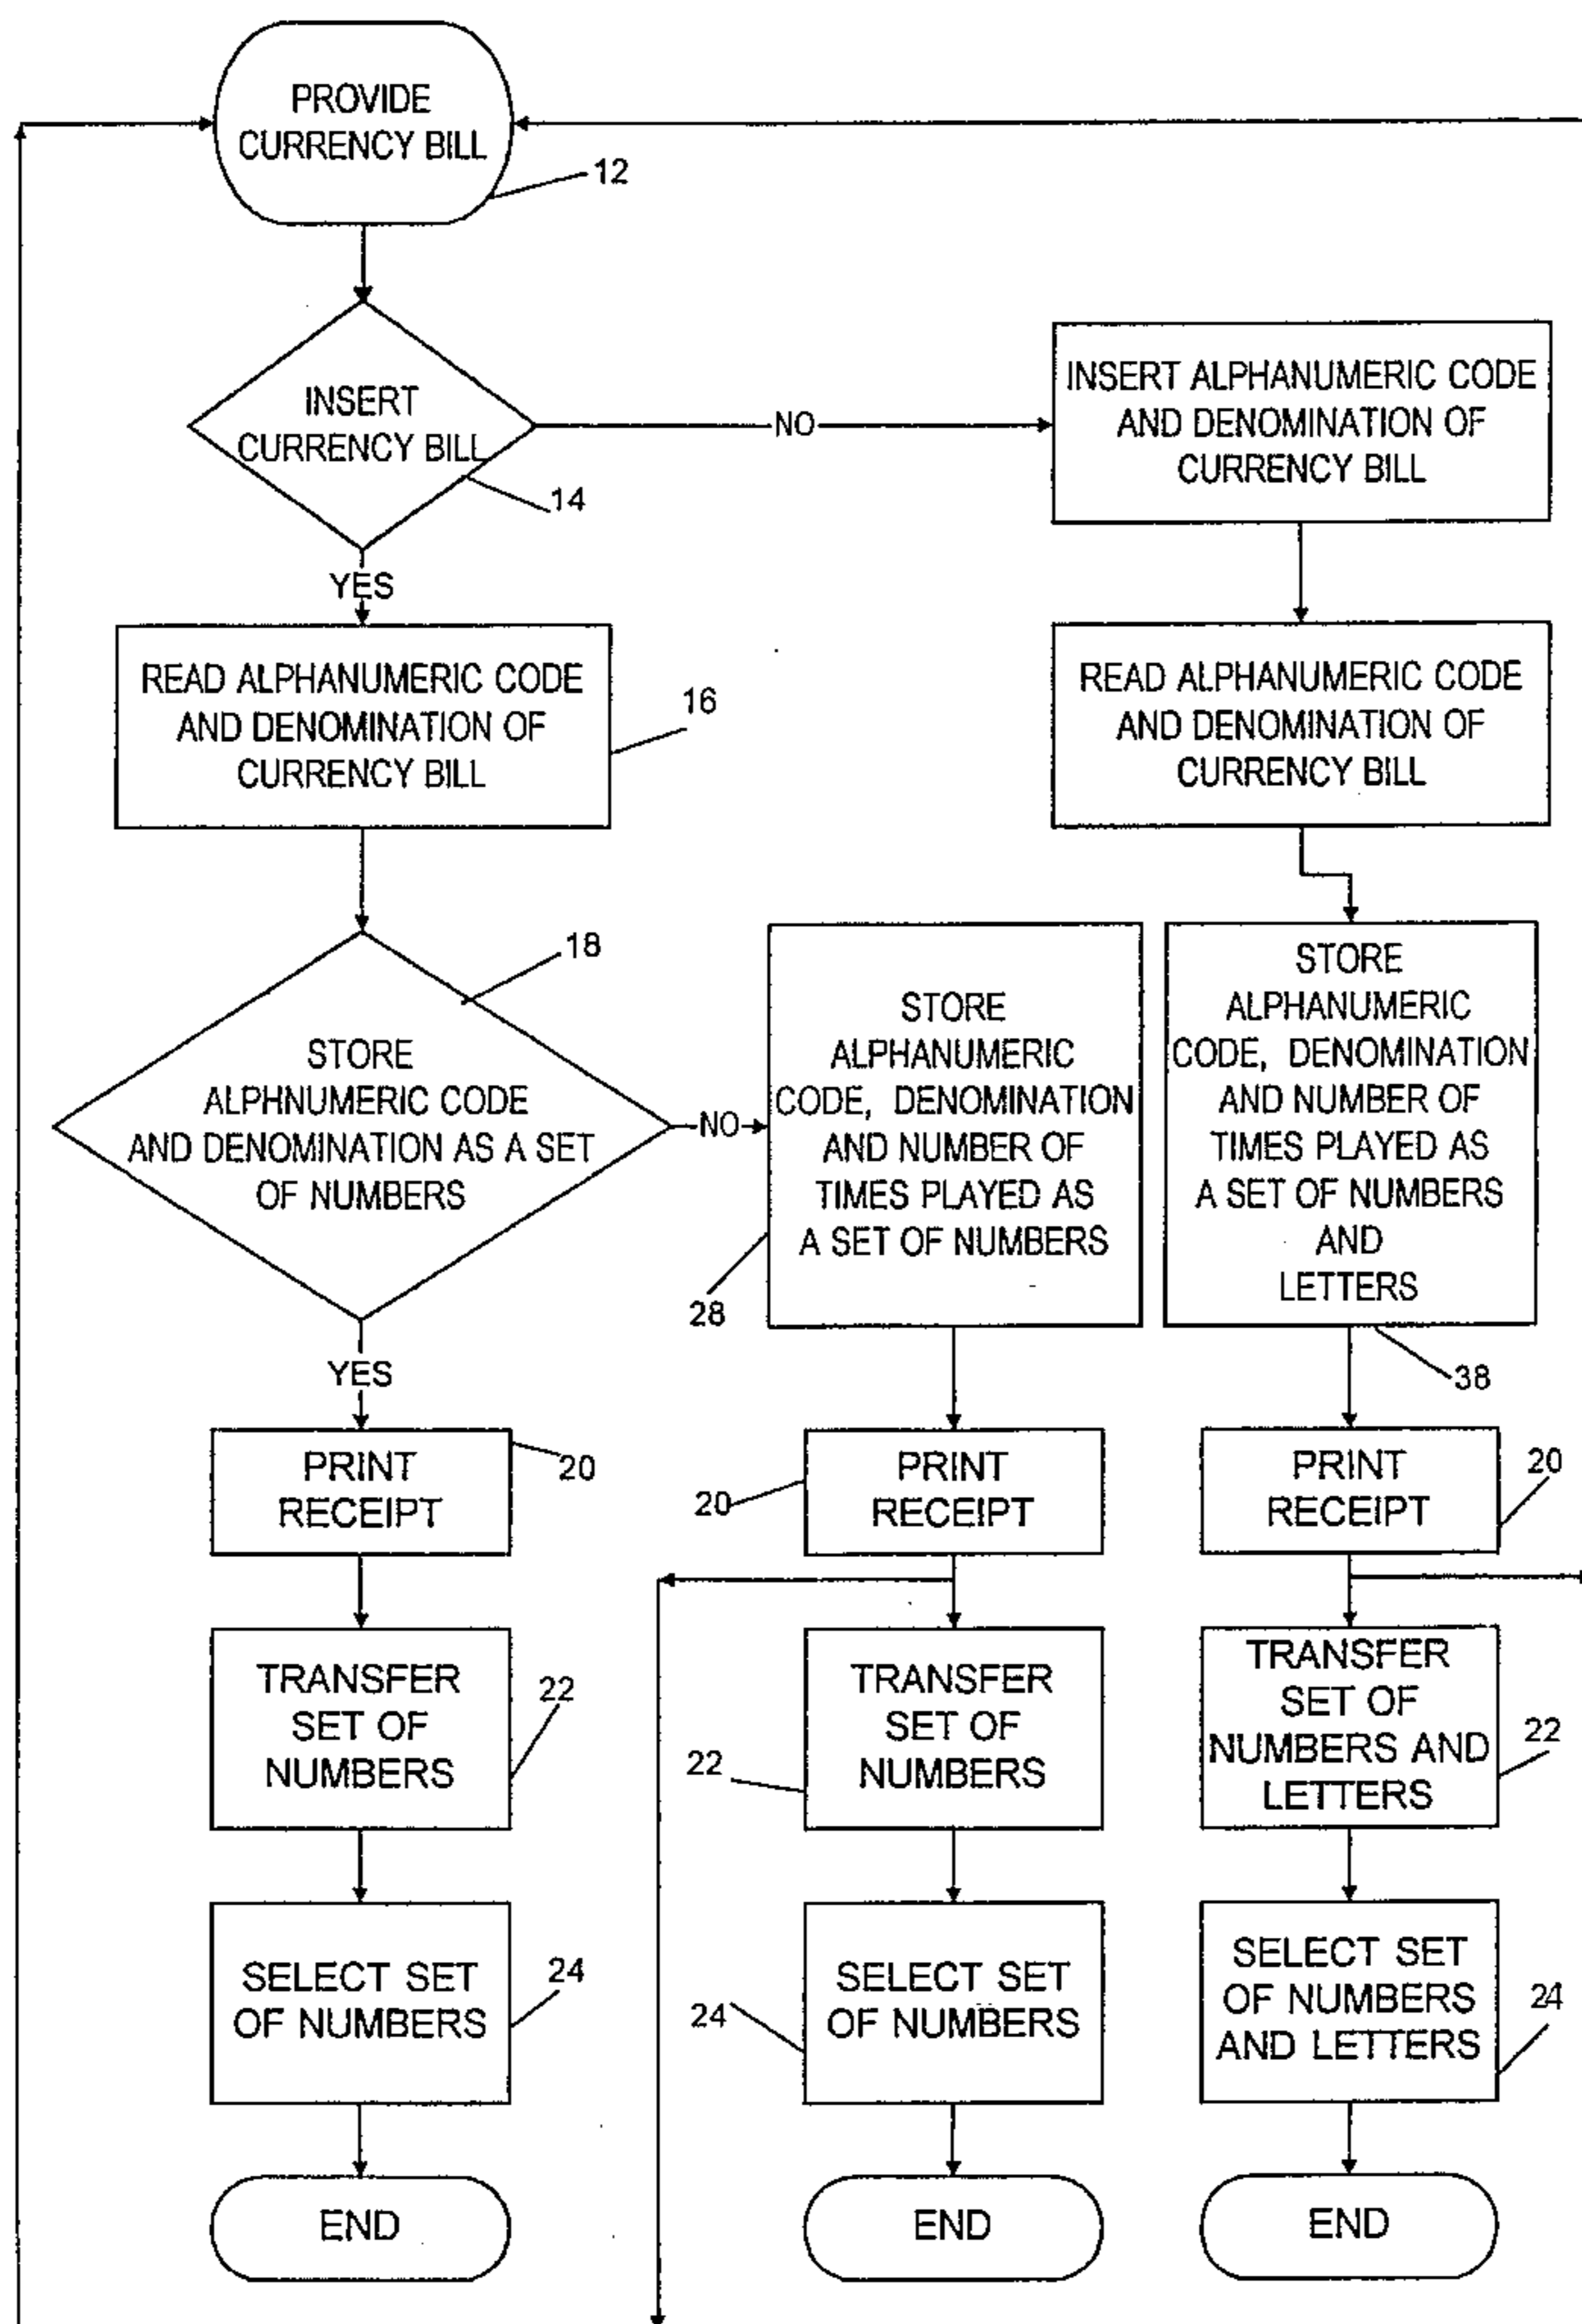 PROVIDE
CURRENCY BILL
12
INSERT
CURRENCY BILL
14
NO
INSERT ALPHANUMERIC CODE
AND DENOMINATION OF
CURRENCY BILL
YES
READ ALPHANUMERIC CODE
AND DENOMINATION OF
CURRENCY BILL
16
READ ALPHANUMERIC CODE
AND DENOMINATION OF
CURRENCY BILL
18
STORE
ALPHNUMERIC CODE
AND DENOMINATION AS A SET
OF NUMBERS
NO
STORE
ALPHANUMERIC
CODE, DENOMINATION
AND NUMBER OF
TIMES PLAYED AS
A SET OF NUMBERS
28
STORE
ALPHANUMERIC
CODE, DENOMINATION
AND NUMBER OF
TIMES PLAYED AS
A SET OF NUMBERS
AND
LETTERS
38
YES
PRINT
RECEIPT
20
PRINT
RECEIPT
20
PRINT
RECEIPT
20
TRANSFER
SET OF
NUMBERS
22
TRANSFER
SET OF
NUMBERS
22
TRANSFER
SET OF
NUMBERS AND
LETTERS
22
SELECT SET
OF NUMBERS
24
SELECT SET
OF NUMBERS
24
SELECT SET
OF NUMBERS
AND LETTERS
24
END
END
END